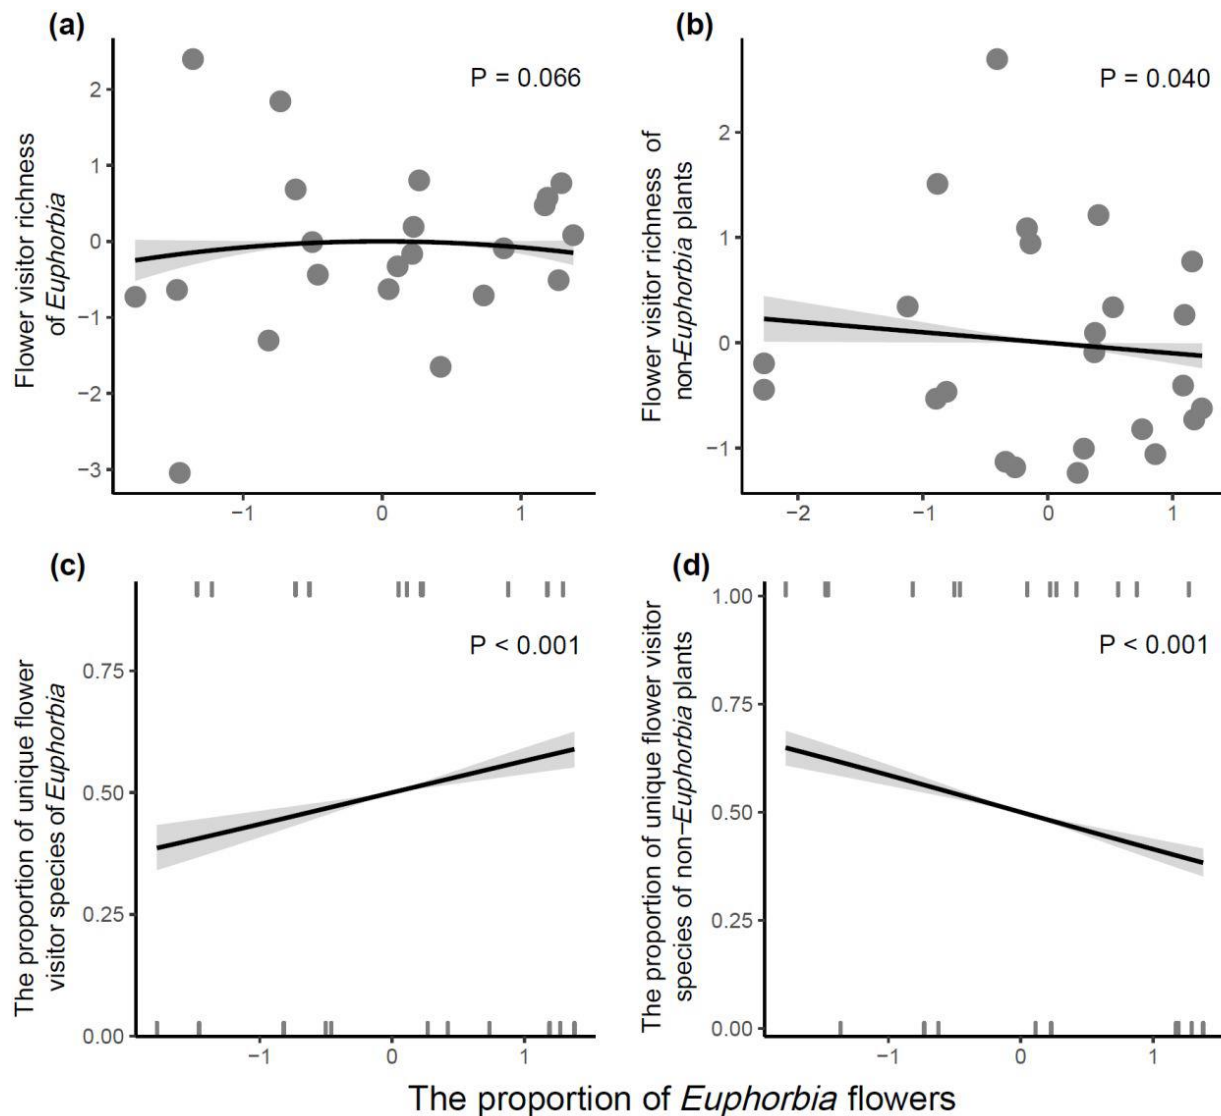 (a)
P = 0.066
Flower visitor richness
of Euphorbia
2
1
0
−1
−2
−3
−1
0
1
(b)
P = 0.040
Flower visitor richness of
non-Euphorbia plants
2
1
0
−1
−2
−1
0
1
(c)
P < 0.001
The proportion of unique flower
visitor species of Euphorbia
0.75
0.50
0.25
0.00
−1
0
1
(d)
P < 0.001
The proportion of unique flower visitor
species of non−Euphorbia plants
1.00
0.75
0.50
0.25
0.00
−1
0
1
The proportion of Euphorbia flowers